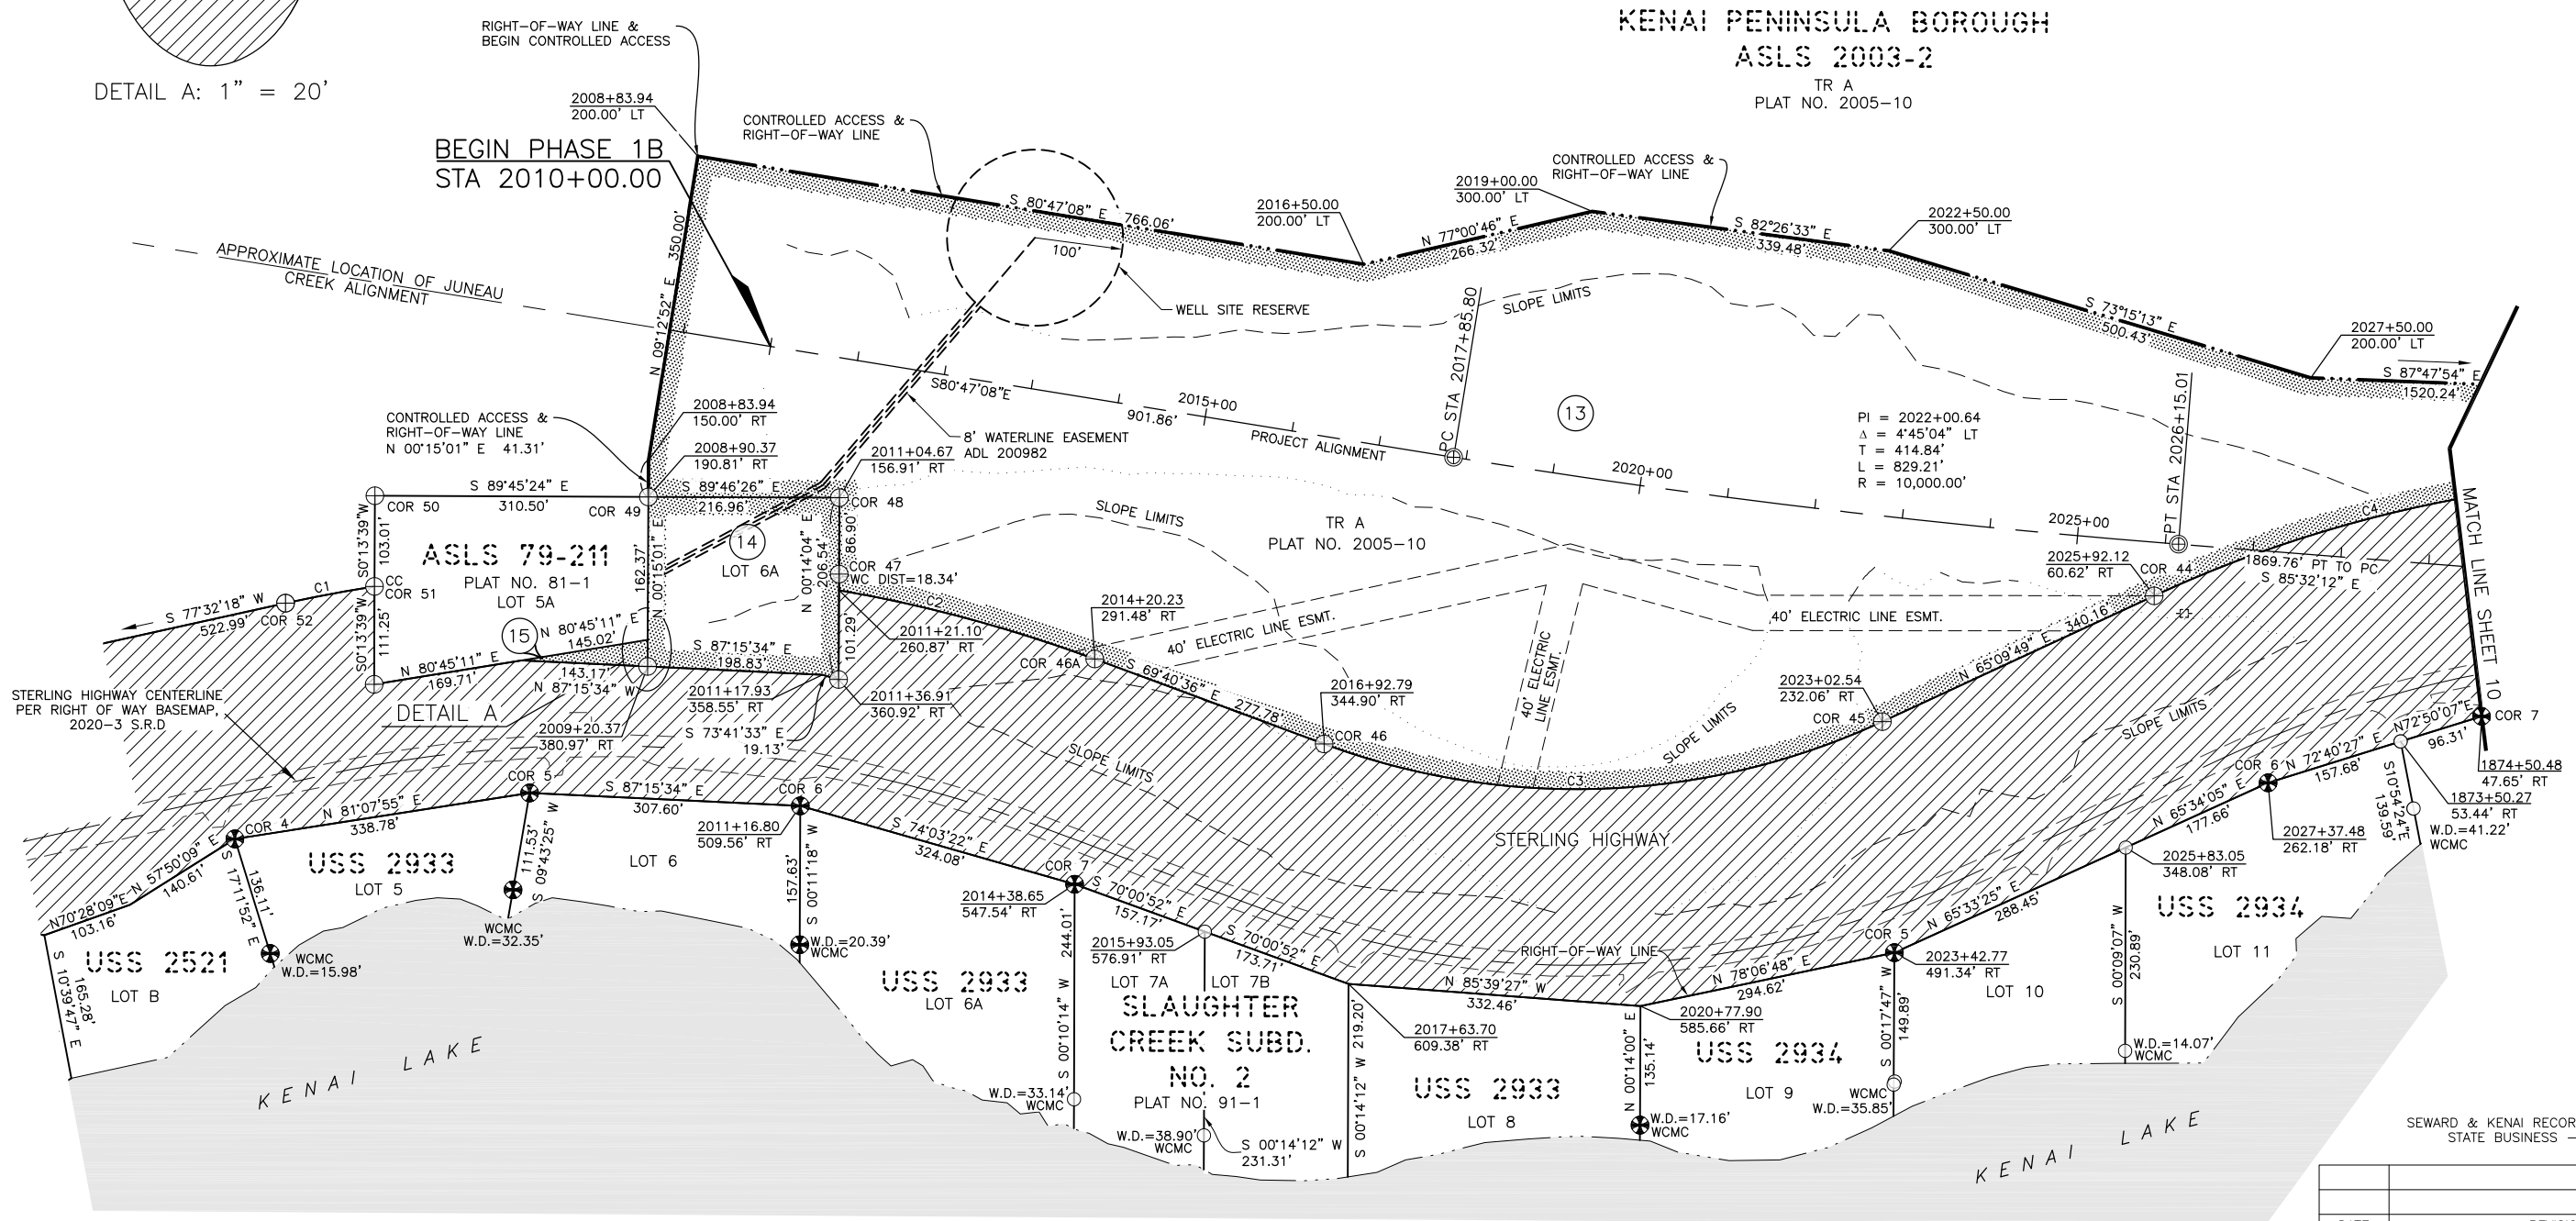 DETAIL A: 1" = 20'
RIGHT-OF-WAY LINE &
BEGIN CONTROLLED ACCESS
KENAI PENINSULA BOROUGH
ASLS 2003-2
TR A
PLAT NO. 2005-10
2008+83.94
200.00' LT
BEGIN PHASE 1B
STA 2010+00.00
CONTROLLED ACCESS &
RIGHT-OF-WAY LINE
S 80°47'08" E 766.06'
100'
WELL SITE RESERVE
2016+50.00
200.00' LT
N 77°00'46" E
266.32'
2019+00.00
300.00' LT
CONTROLLED ACCESS &
RIGHT-OF-WAY LINE
S 82°26'33" E
339.48'
2022+50.00
300.00' LT
S 73°15'13" E
500.43'
2027+50.00
200.00' LT
S 87°47'54" E
1520.24'
APPROXIMATE LOCATION OF JUNEAU
CREEK ALIGNMENT
N 09°12'52" E 350.00'
S80°47'08"E
901.86'
2015+00
PROJECT ALIGNMENT
PC STA 2017+85.80
SLOPE LIMITS
13
2020+00
PI = 2022+00.64
Δ = 4°45'04" LT
T = 414.84'
L = 829.21'
R = 10,000.00'
PT STA 2026+15.01
2025+00
CONTROLLED ACCESS &
RIGHT-OF-WAY LINE
N 00°15'01" E 41.31'
2008+83.94
150.00' RT
2008+90.37
190.81' RT
8' WATERLINE EASEMENT
ADL 200982
2011+04.67
156.91' RT
S 89°45'24" E
310.50'
COR 50
COR 49
S 89°46'26" E
216.96'
COR 48
S0°13'39"W
103.01'
ASLS 79-211
PLAT NO. 81-1
LOT 5A
162.37'
N 00°15'01" E
14
LOT 6A
N 00°14'04" E
206.54'
86.90'
COR 47
WC DIST=18.34'
SLOPE LIMITS
TR A
PLAT NO. 2005-10
2025+92.12
60.62' RT
COR 44
C4
1869.76' PT TO PC
S 85°32'12" E
MATCH LINE SHEET 10
CC
COR 51
C1
S 77°32'18" W
522.99'
COR 52
S0°13'39"W
111.25'
15
N 80°45'11" E
145.02'
N 80°45'11" E
169.71'
143.17'
N 87°15'34" W
S 87°15'34" E
198.83'
101.29'
C2
2011+21.10
260.87' RT
2014+20.23
291.48' RT
COR 46A
40' ELECTRIC LINE ESMT.
40' ELECTRIC
LINE ESMT.
40' ELECTRIC LINE ESMT.
S 69°40'36" E
277.78'
2016+92.79
344.90' RT
COR 46
C3
SLOPE LIMITS
2023+02.54
232.06' RT
COR 45
N 65°09'49" E
340.16'
STERLING HIGHWAY CENTERLINE
PER RIGHT OF WAY BASEMAP,
2020-3 S.R.D
DETAIL A
2009+20.37
380.97' RT
2011+17.93
358.55' RT
2011+36.91
360.92' RT
S 73°41'33" E
19.13'
SLOPE LIMITS
SLOPE LIMITS
N72°50'07"E
96.31'
COR 7
1874+50.48
47.65' RT
COR 6
N 72°40'27" E
157.68'
1873+50.27
53.44' RT
S10°54'24"E
139.59'
W.D.=41.22'
WCMC
2027+37.48
262.18' RT
N 65°34'05" E
177.66'
2025+83.05
348.08' RT
COR 5
S 87°15'34" E
307.60'
COR 6
2011+16.80
509.56' RT
COR 4
N 81°07'55" E
338.78'
N 57°50'09" E
140.61'
N70°28'09"E
103.16'
USS 2933
LOT 5
136.11'
S 17°11'52" E
111.53'
S 09°43'25" W
LOT 6
WCMC
W.D.=32.35'
WCMC
W.D.=15.98'
USS 2521
LOT B
165.28'
S 10°39'47" E
157.63'
S 00°11'18" W
W.D.=20.39'
WCMC
S 74°03'22" E
324.08'
COR 7
2014+38.65
547.54' RT
USS 2933
LOT 6A
244.01'
S 00°10'14" W
W.D.=33.14'
WCMC
S 70°00'52" E
157.17'
2015+93.05
576.91' RT
S 70°00'52" E
173.71'
LOT 7A
LOT 7B
SLAUGHTER
CREEK SUBD.
NO. 2
PLAT NO. 91-1
W.D.=38.90'
WCMC
S 00°14'12" W
231.31'
S 00°14'12" W 219.20'
STERLING HIGHWAY
RIGHT-OF-WAY LINE
N 85°39'27" W
332.46'
2017+63.70
609.38' RT
USS 2933
LOT 8
N 00°14'00" E
135.14'
W.D.=17.16'
WCMC
N 78°06'48" E
294.62'
2020+77.90
585.66' RT
USS 2934
LOT 9
COR 5
2023+42.77
491.34' RT
S 00°17'47" W
149.89'
WCMC
W.D.=35.85'
N 65°33'25" E
288.45'
LOT 10
S 00°09'07" W
230.89'
W.D.=14.07'
WCMC
USS 2934
LOT 11
KENAI LAKE
KENAI LAKE
SEWARD & KENAI RECOR
STATE BUSINESS -